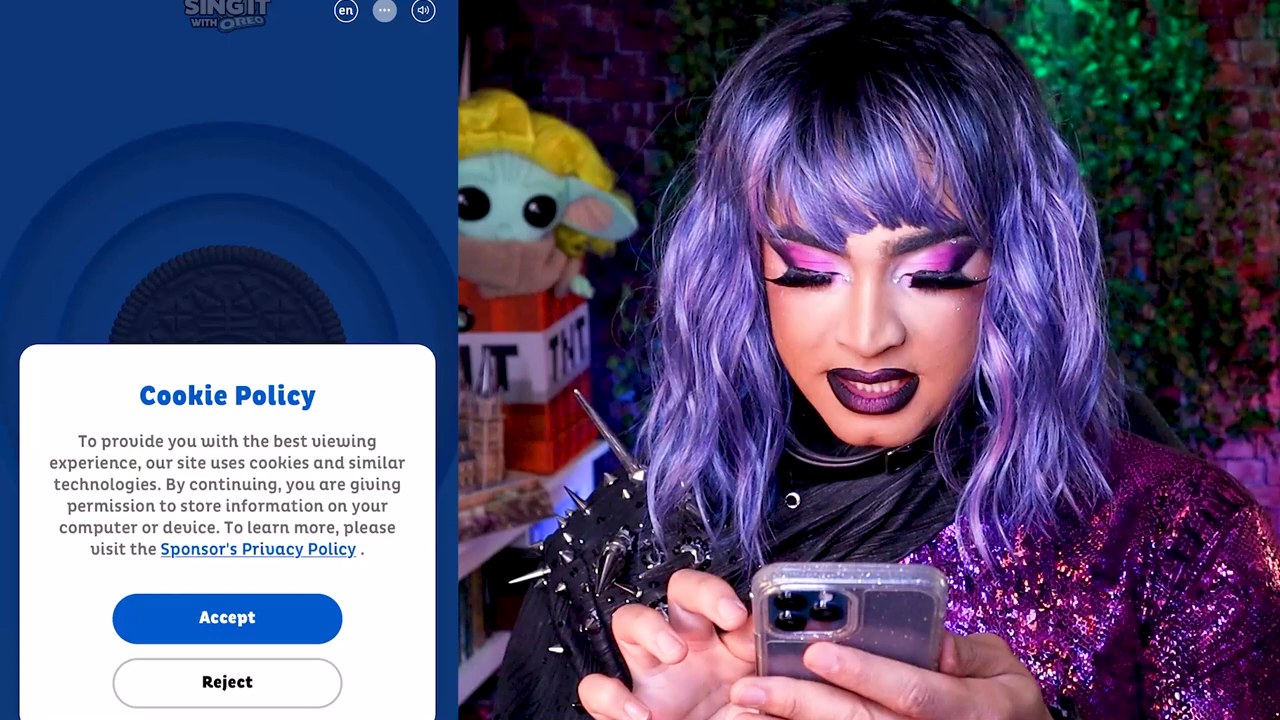 SING IT
WITH OREO
en
Cookie Policy
To provide you with the best viewing
experience, our site uses cookies and similar
technologies. By continuing, you are giving
permission to store information on your
computer or device. To learn more, please
visit the Sponsor's Privacy Policy .
Accept
Reject
TNT